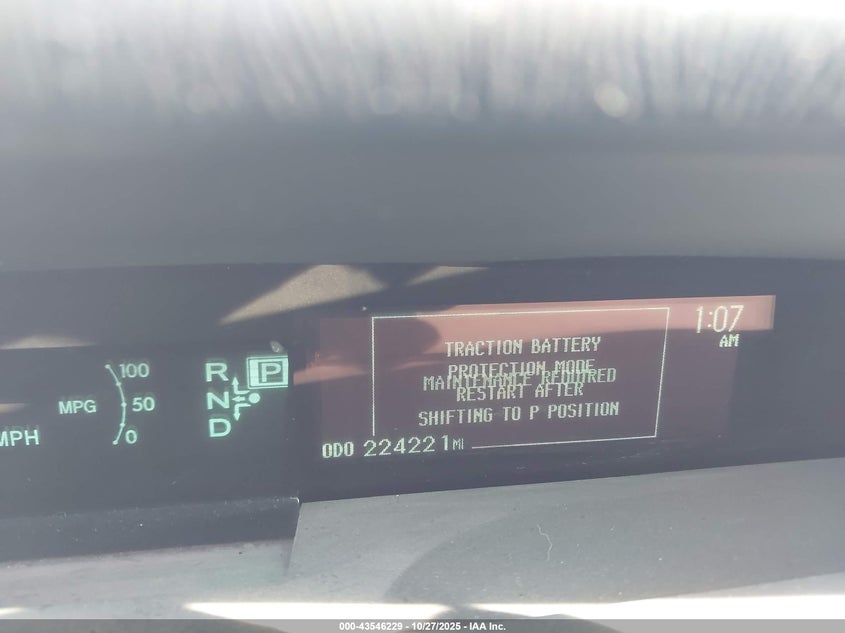 1:07
AM
TRACTION BATTERY
PROTECTION MODE
MAINTENANCE REQUIRED
RESTART AFTER
SHIFTING TO P POSITION
ODO 224221 MI
100
MPG 50
0
MPH
R P
N
D
000-43546229 - 10/27/2025 - IAA Inc.